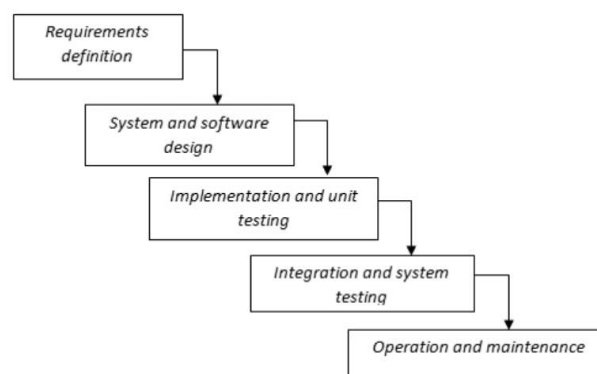 Requirements
definition
System and software
design
Implementation and unit
testing
Integration and system
testing
Operation and maintenance